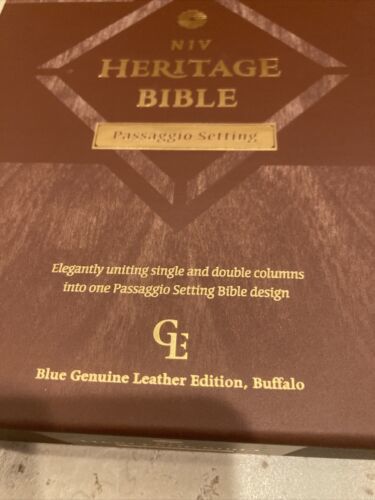 NIV
HERITAGE
BIBLE
Passaggio Setting
Elegantly uniting single and double columns
into one Passaggio Setting Bible design
GE
Blue Genuine Leather Edition, Buffalo